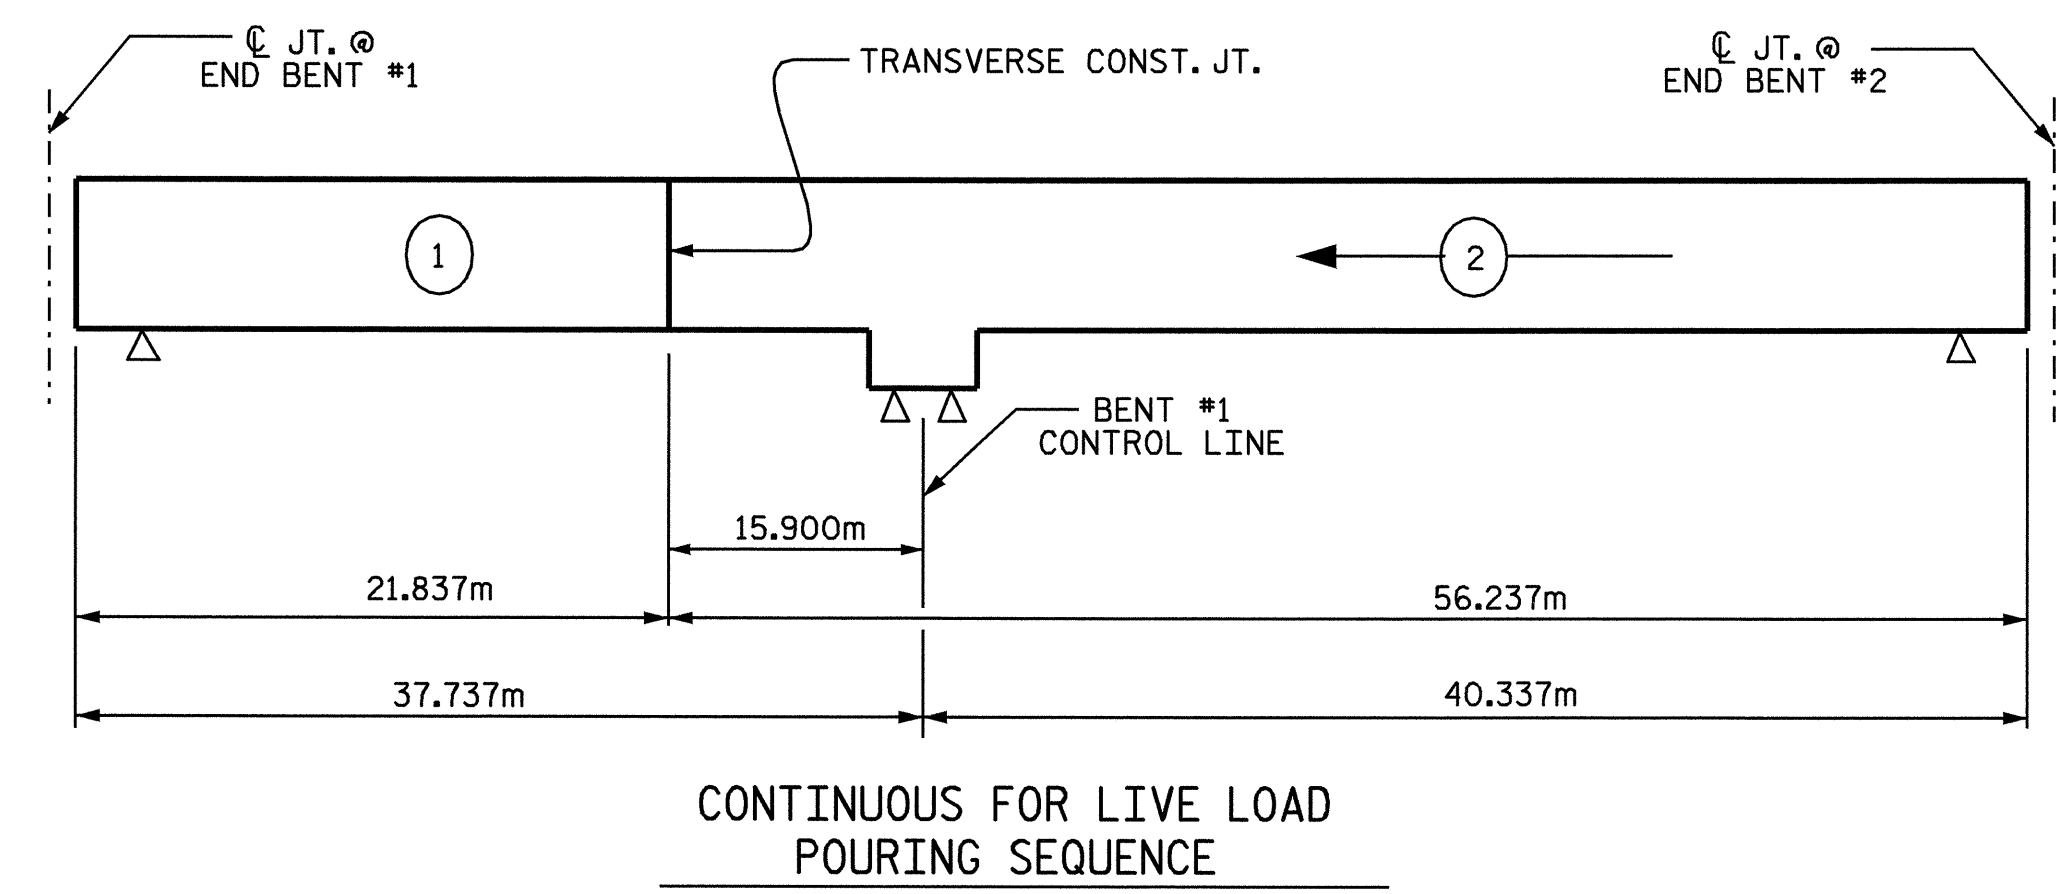 ℄ JT. @
END BENT #1
TRANSVERSE CONST. JT.
℄ JT. @
END BENT #2
1
2
BENT #1
CONTROL LINE
15.900m
21.837m
56.237m
37.737m
40.337m
CONTINUOUS FOR LIVE LOAD
POURING SEQUENCE